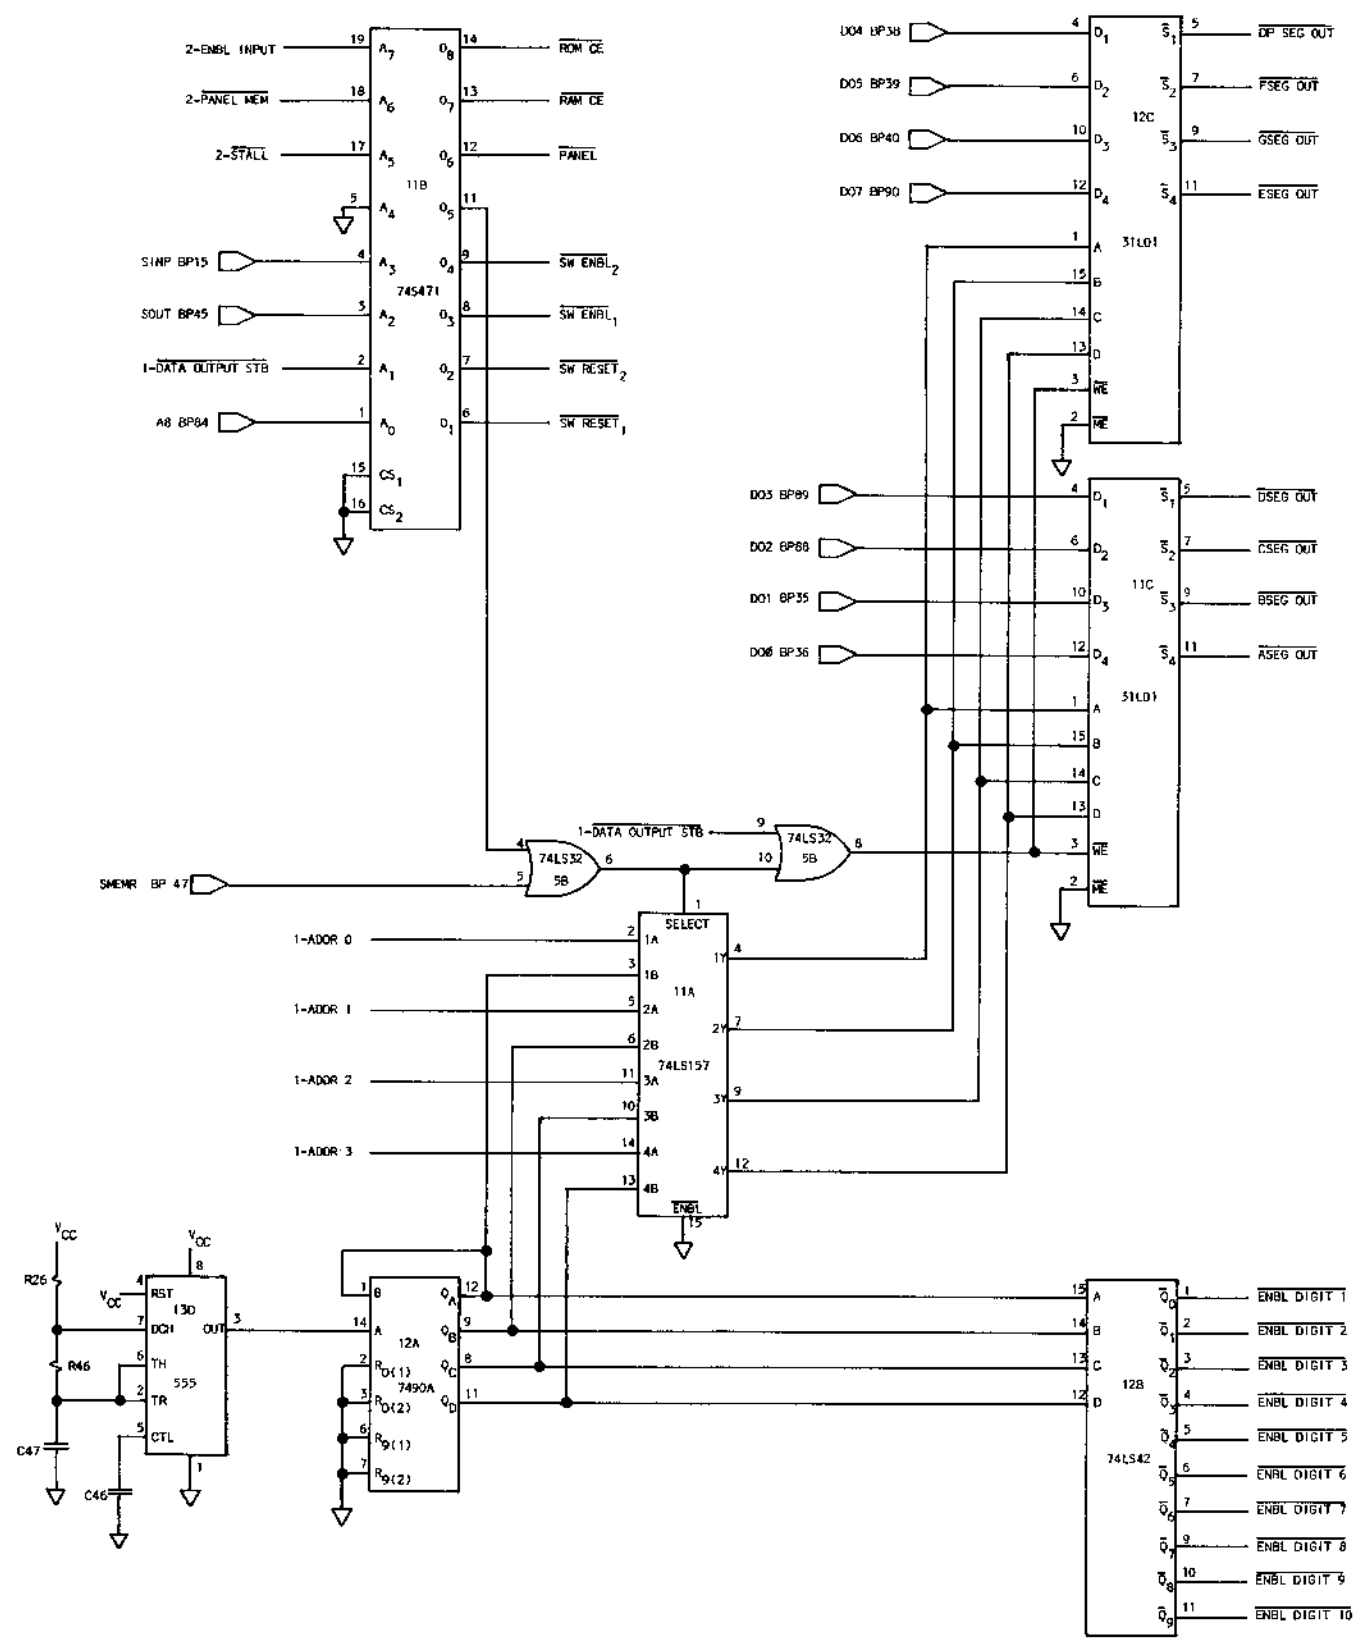 2-ENBL INPUT 19 A7 O8 14 ROM CE
2-PANEL MEM 18 A6 O7 13 RAM CE
2-STALL 17 A5 O6 12 PANEL
11B
5 A4 O5 11
SINP BP15 4 A3 O4 9 SW ENBL2
74S471
SOUT BP45 3 A2 O3 8 SW ENBL1
1-DATA OUTPUT STB 2 A1 O2 7 SW RESET2
A8 BP84 1 A0 O1 6 SW RESET1
15 CS1
16 CS2
DO4 BP38 4 D1 S1 5 DP SEG OUT
DO5 BP39 6 D2 S2 7 FSEG OUT
12C
DO6 BP40 10 D3 S3 9 GSEG OUT
DO7 BP90 12 D4 S4 11 ESEG OUT
1 A
31L01
15 B
14 C
13 D
3 WE
2 ME
DO3 BP89 4 D1 S1 5 DSEG OUT
DO2 BP88 6 D2 S2 7 CSEG OUT
11C
DO1 BP35 10 D3 S3 9 BSEG OUT
DO0 BP36 12 D4 S4 11 ASEG OUT
31L01
1 A
15 B
14 C
13 D
3 WE
2 ME
1-DATA OUTPUT STB 9 74LS32 8
10 5B
4 74LS32 6
SMEMR BP 47 5 5B
1
SELECT
1-ADDR 0 2 1A 1Y 4
3 1B
11A
1-ADDR 1 5 2A 2Y 7
6 2B
74LS157
1-ADDR 2 11 3A 3Y 9
10 3B
1-ADDR 3 14 4A 4Y 12
13 4B
ENBL
15
VCC VCC
8
R26 VCC 4 RST
13D
7 DCH OUT 3
R46 6 TH
555
2 TR
C47 5 CTL
C46 1
1 B QA 12
14 A QB 9
12A
2 R0(1) QC 8
7490A
3 R0(2) QD 11
6 R9(1)
7 R9(2)
15 A Q0 1 ENBL DIGIT 1
14 B Q1 2 ENBL DIGIT 2
13 C Q2 3 ENBL DIGIT 3
12B
12 D Q3 4 ENBL DIGIT 4
Q4 5 ENBL DIGIT 5
74LS42
Q5 6 ENBL DIGIT 6
Q6 7 ENBL DIGIT 7
Q7 9 ENBL DIGIT 8
Q8 10 ENBL DIGIT 9
Q9 11 ENBL DIGIT 10